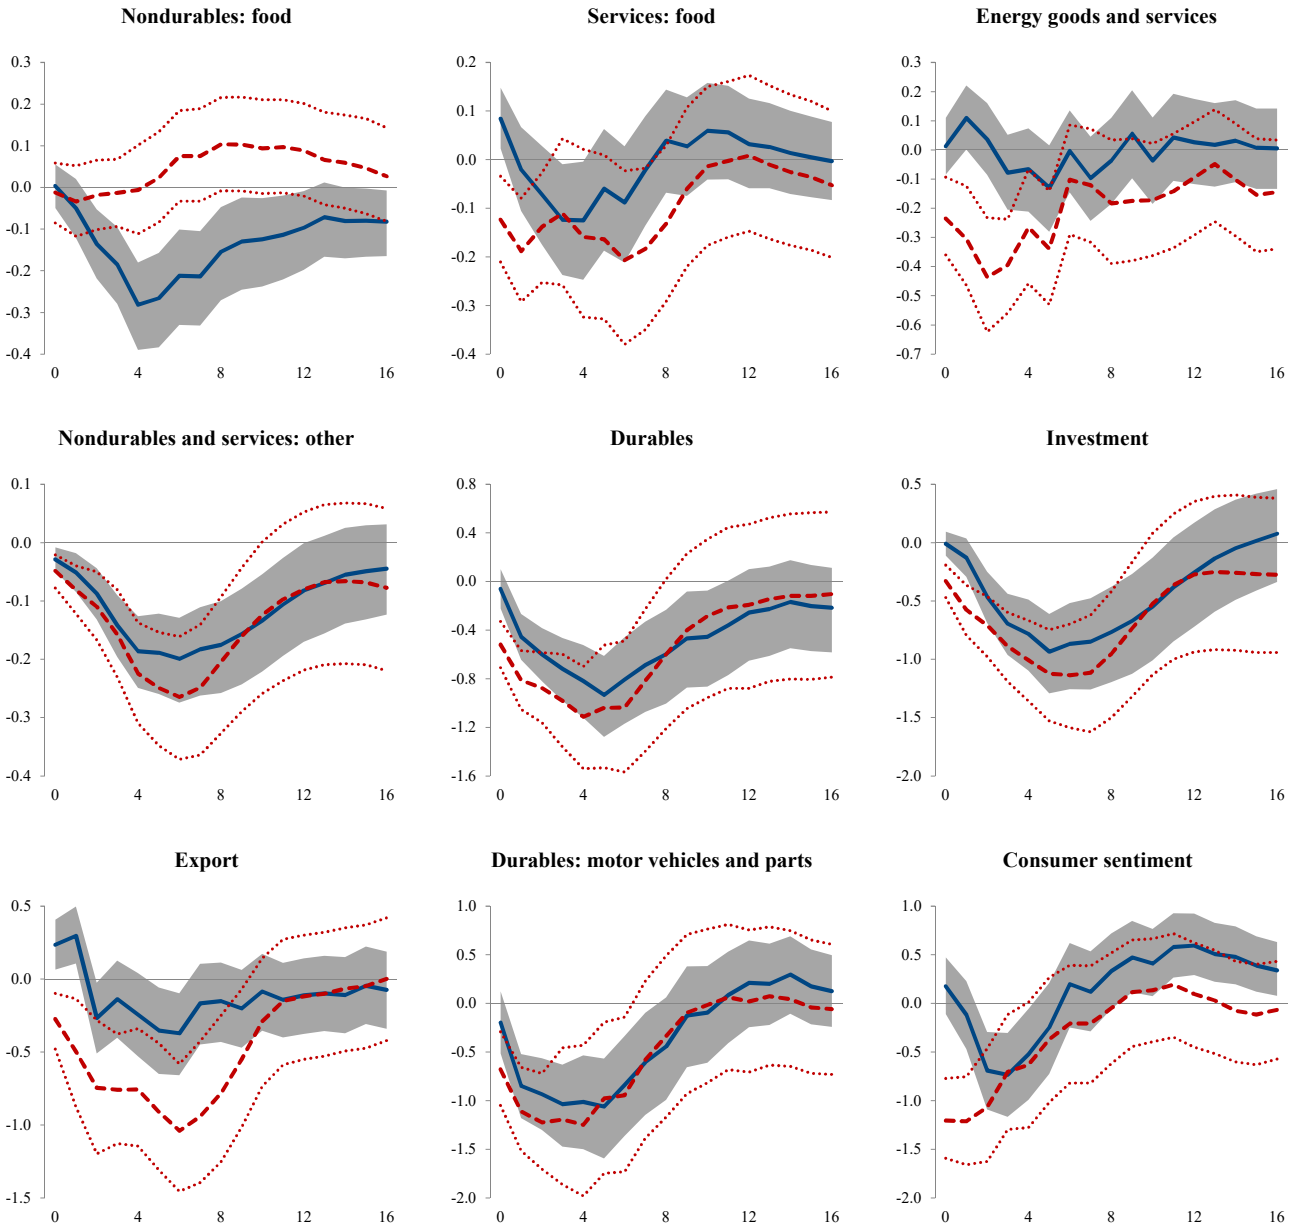 Nondurables: food Services: food Energy goods and services
0.3 0.2 0.3
0.2 0.1 0.2
0.1 0.0 0.1
0.0 -0.1 0.0
-0.1 -0.2 -0.1
-0.2 -0.3 -0.2
-0.3 -0.4 -0.3
-0.4 -0.4
-0.5
-0.6
-0.7
0 4 8 12 16 0 4 8 12 16 0 4 8 12 16
Nondurables and services: other Durables Investment
0.1 0.8 0.5
0.0 0.4 0.0
-0.1 0.0 -0.5
-0.2 -0.4 -1.0
-0.3 -0.8 -1.5
-0.4 -1.2 -2.0
-1.6
0 4 8 12 16 0 4 8 12 16 0 4 8 12 16
Export Durables: motor vehicles and parts Consumer sentiment
0.5 1.0 1.0
0.0 0.5 0.5
-0.5 0.0 0.0
-1.0 -0.5 -0.5
-1.5 -1.0 -1.0
-1.5 -1.5
-2.0 -2.0
0 4 8 12 16 0 4 8 12 16 0 4 8 12 16